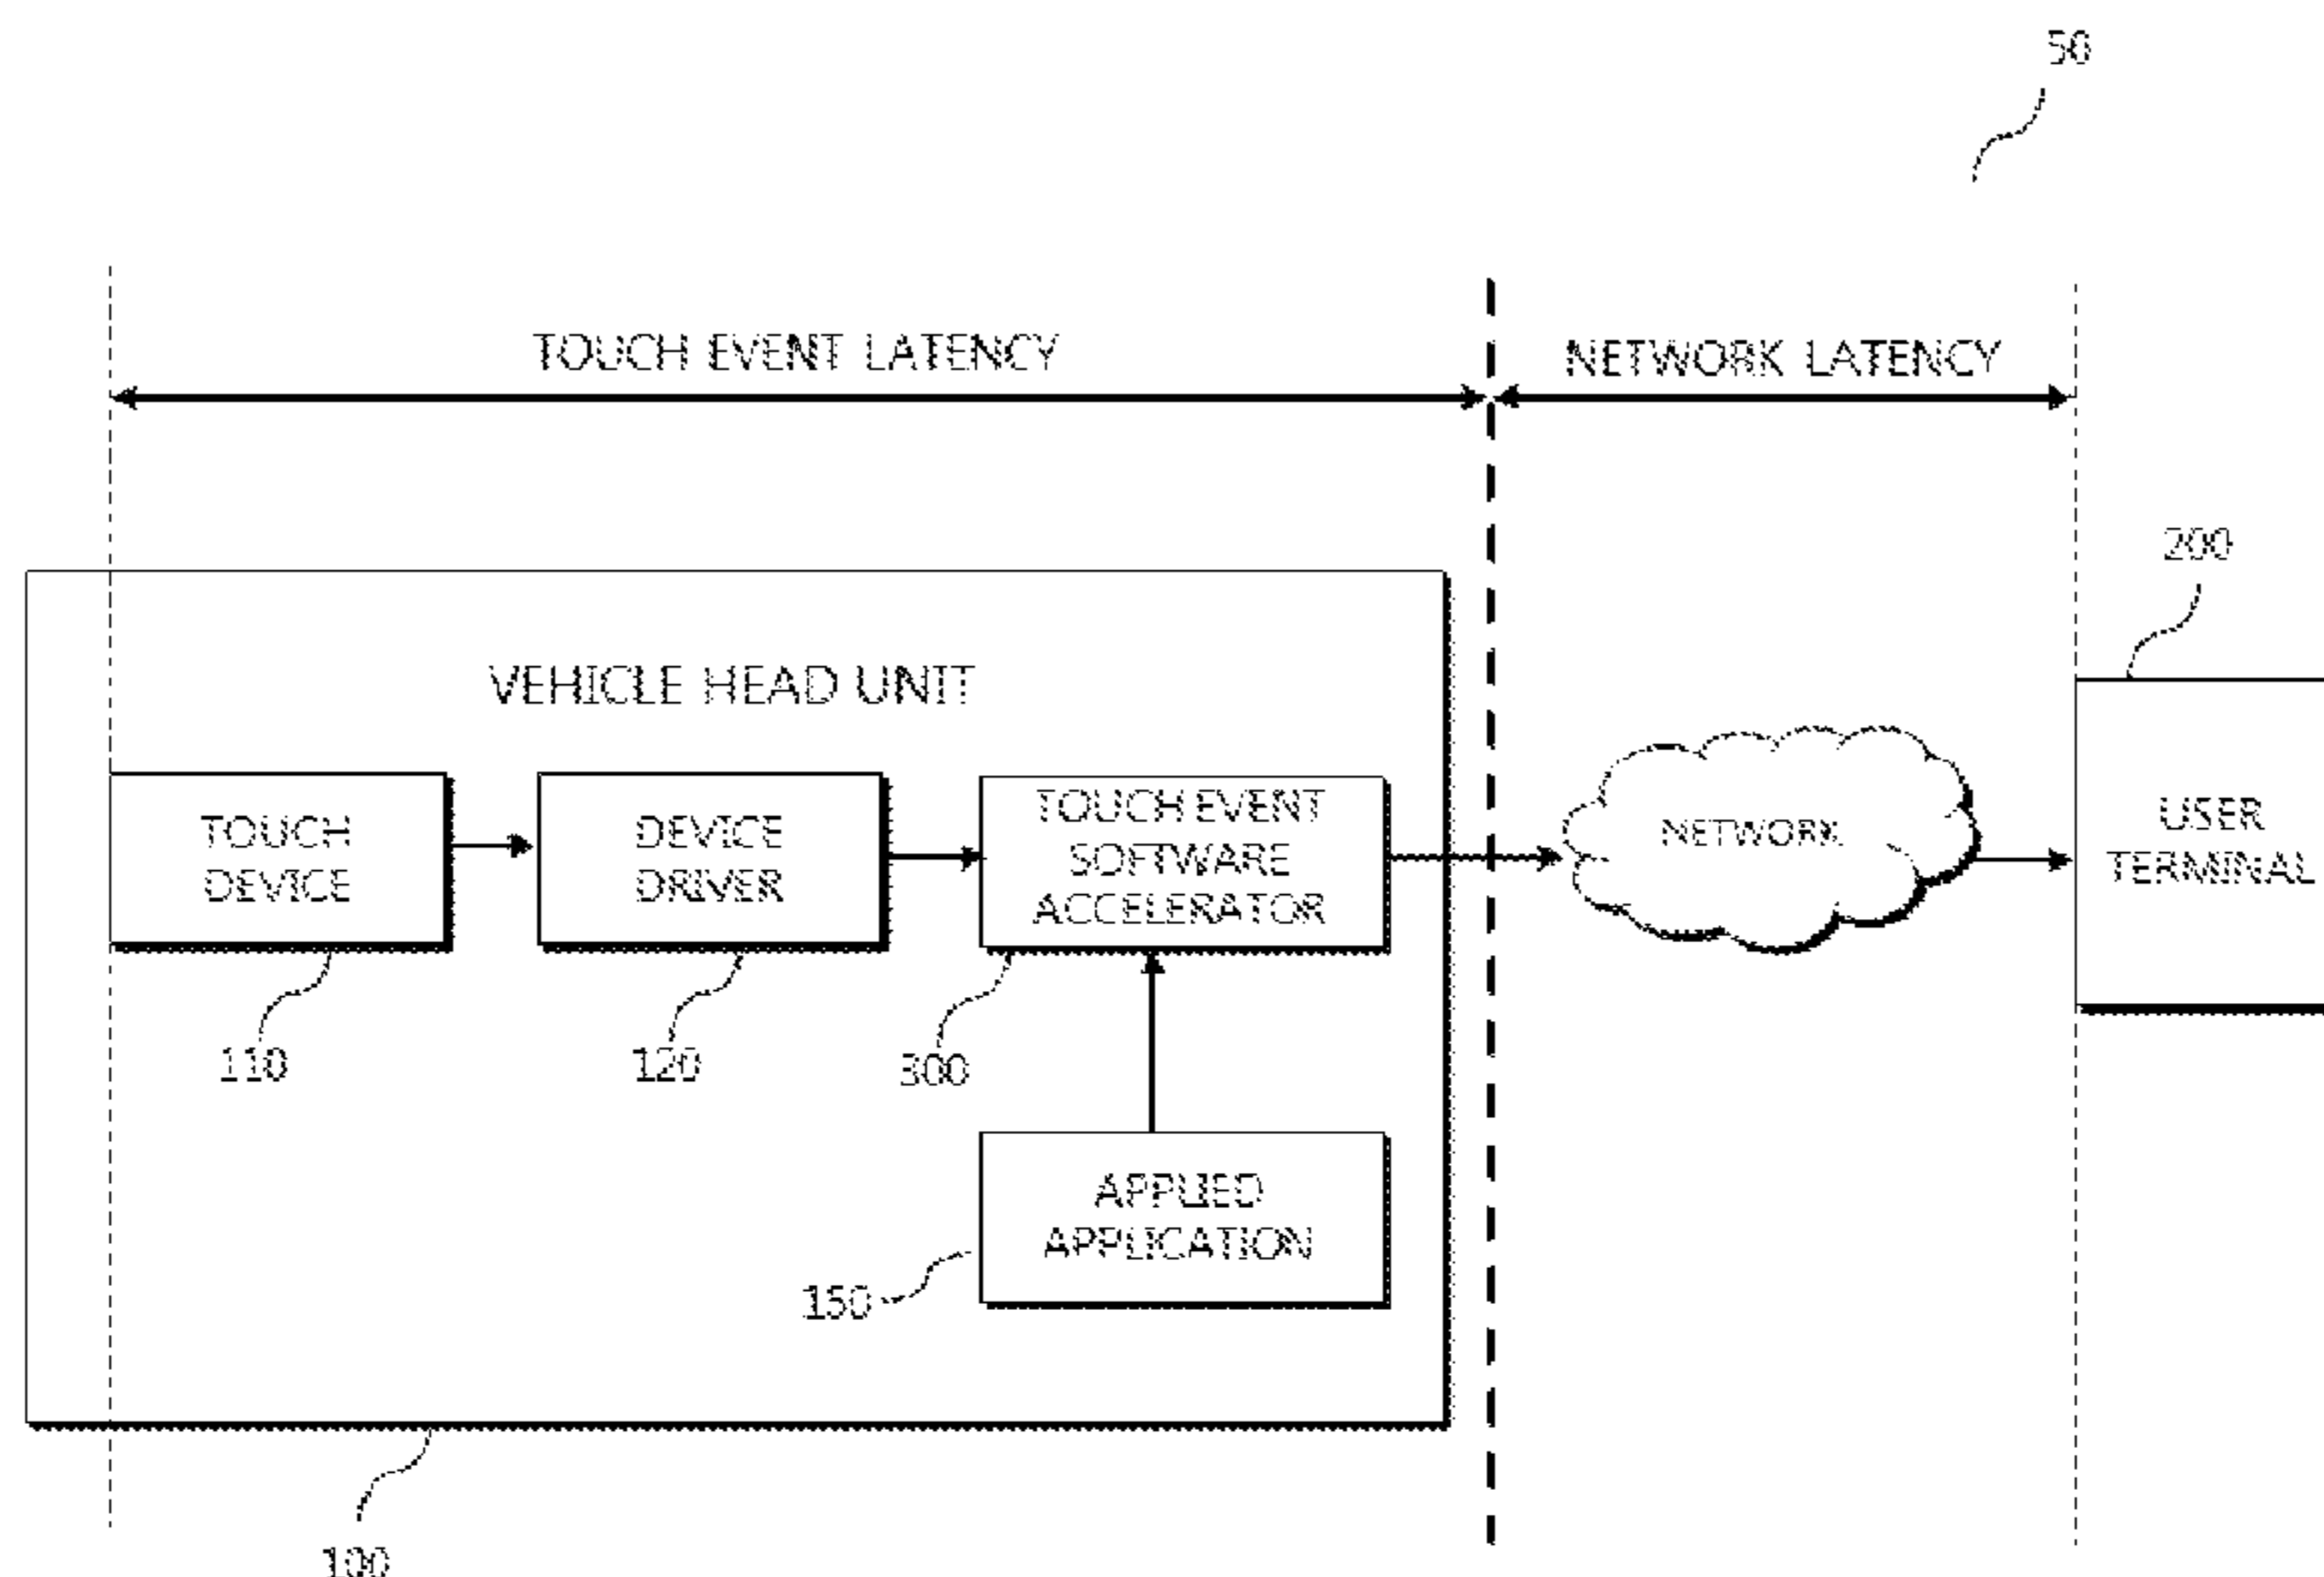 50
TOUCH EVENT LATENCY
NETWORK LATENCY
200
VEHICLE HEAD UNIT
TOUCH
DEVICE
DEVICE
DRIVER
TOUCH EVENT
SOFTWARE
ACCELERATOR
NETWORK
USER
TERMINAL
110
120
300
APPLIED
APPLICATION
150
100